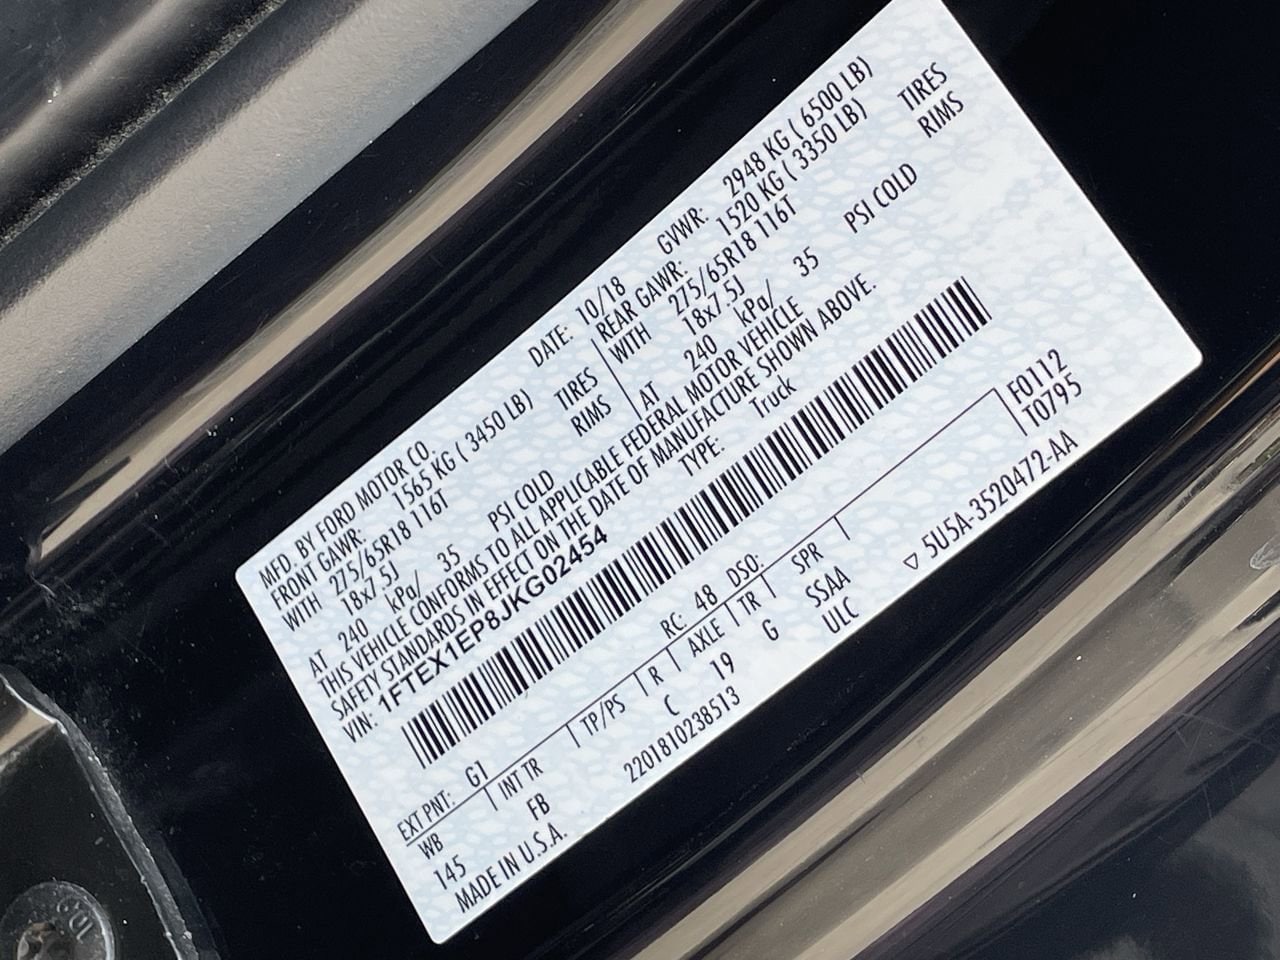 MFD. BY FORD MOTOR CO.
DATE: 10/18 GVWR: 2948 KG ( 6500 LB)
FRONT GAWR: 1565 KG ( 3450 LB) REAR GAWR: 1520 KG ( 3350 LB)
WITH 275/65R18 116T TIRES WITH 275/65R18 116T TIRES
18x7.5J RIMS 18x7.5J RIMS
AT 240 kPa/ 35 PSI COLD AT 240 kPa/ 35 PSI COLD
THIS VEHICLE CONFORMS TO ALL APPLICABLE FEDERAL MOTOR VEHICLE
SAFETY STANDARDS IN EFFECT ON THE DATE OF MANUFACTURE SHOWN ABOVE.
VIN: 1FTEX1EP8JKG02454 TYPE: Truck
F0112
T0795
EXT PNT: G1 RC: 48 DSO:
WB INT TR TP/PS R AXLE TR SPR
145 FB C 19 G SSAA
ULC
MADE IN U.S.A. 2201810238513
▽ 5U5A-3520472-AA